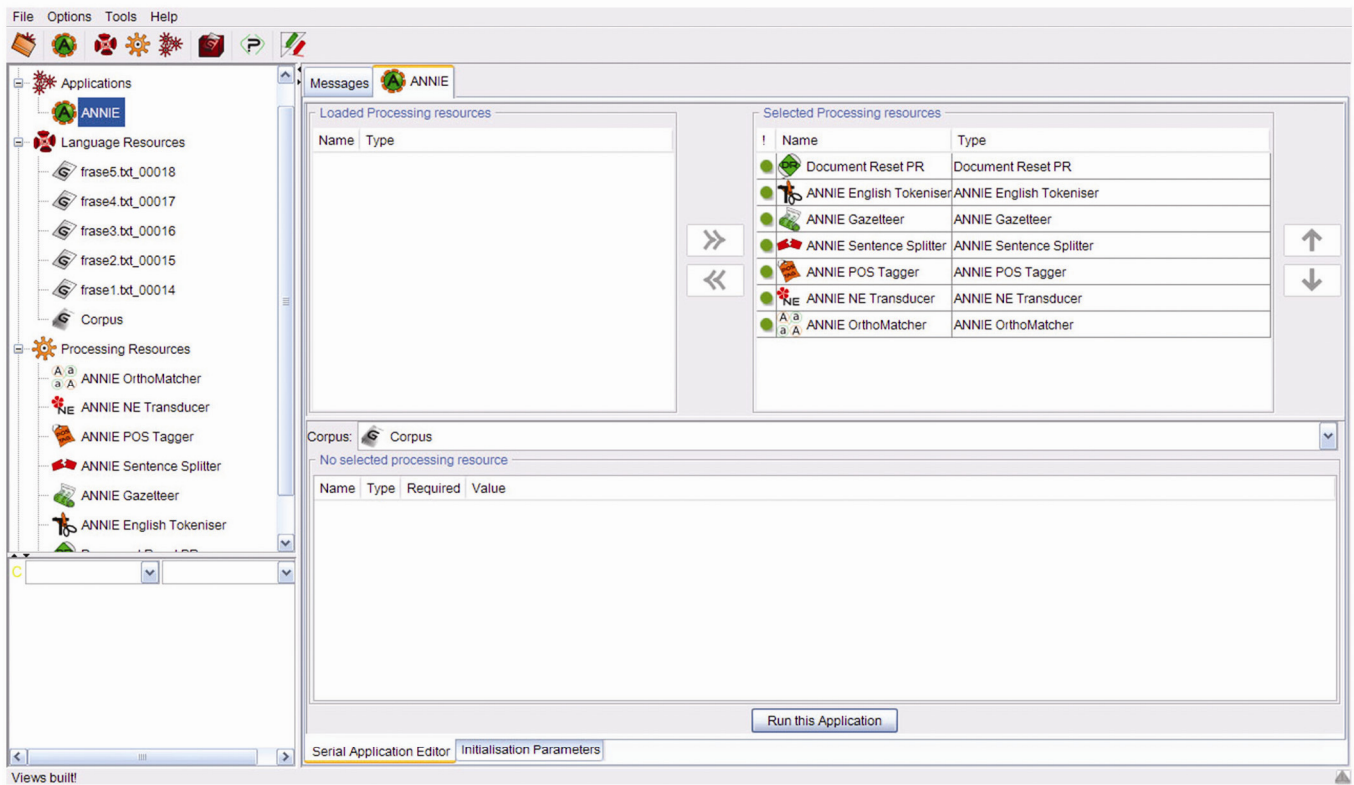 File Options Tools Help
Applications
ANNIE
Language Resources
frase5.txt_00018
frase4.txt_00017
frase3.txt_00016
frase2.txt_00015
frase1.txt_00014
Corpus
Processing Resources
ANNIE OrthoMatcher
ANNIE NE Transducer
ANNIE POS Tagger
ANNIE Sentence Splitter
ANNIE Gazetteer
ANNIE English Tokeniser
C
Messages ANNIE
Loaded Processing resources
Name Type
Selected Processing resources
! Name Type
Document Reset PR Document Reset PR
ANNIE English Tokeniser ANNIE English Tokeniser
ANNIE Gazetteer ANNIE Gazetteer
ANNIE Sentence Splitter ANNIE Sentence Splitter
ANNIE POS Tagger ANNIE POS Tagger
ANNIE NE Transducer ANNIE NE Transducer
ANNIE OrthoMatcher ANNIE OrthoMatcher
Corpus: Corpus
No selected processing resource
Name Type Required Value
Run this Application
Serial Application Editor Initialisation Parameters
Views built!